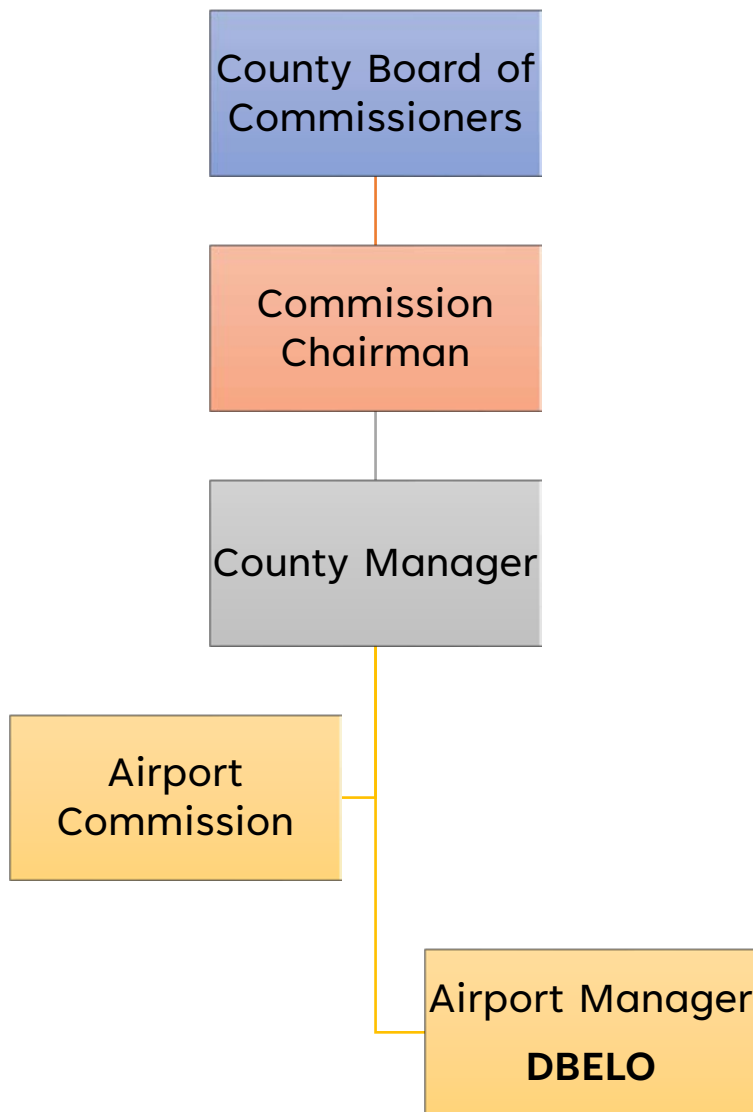 County Board of
Commissioners
Commission
Chairman
County Manager
Airport
Commission
Airport Manager
DBELO